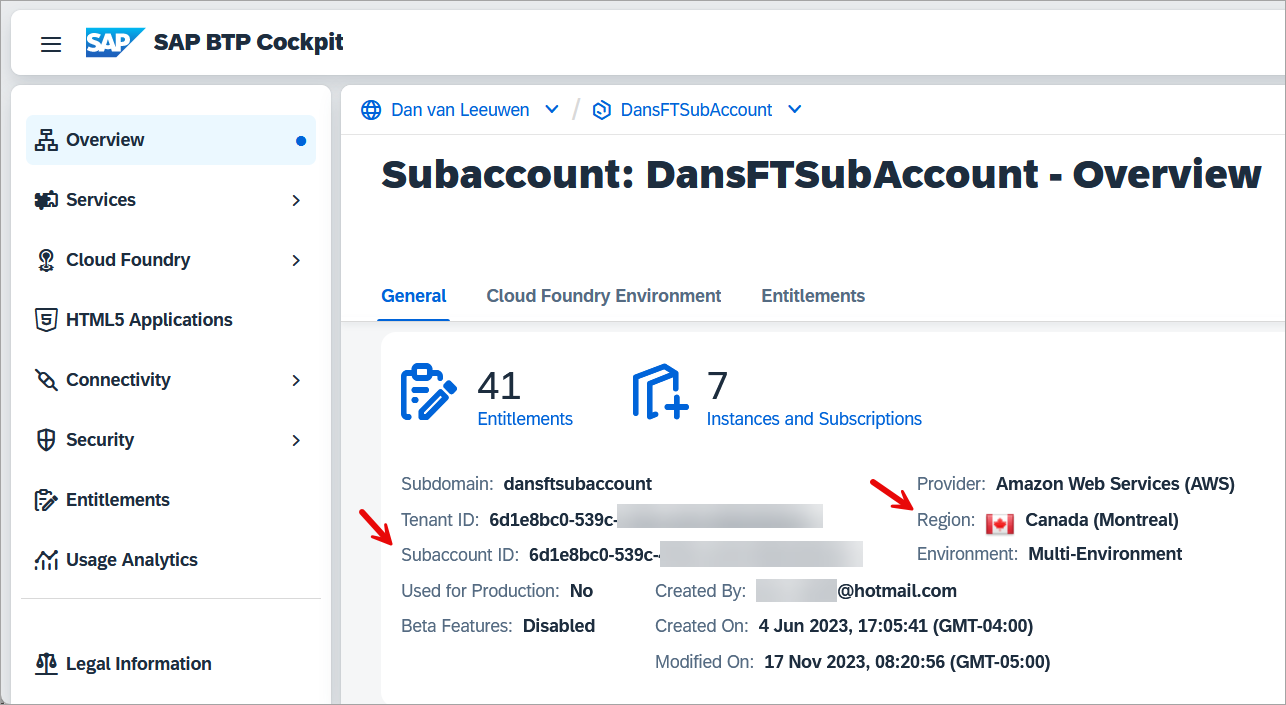 SAP SAP BTP Cockpit
Overview
Services
Cloud Foundry
HTML5 Applications
Connectivity
Security
Entitlements
Usage Analytics
Legal Information
Dan van Leeuwen / DansFTSubAccount
Subaccount: DansFTSubAccount - Overview
General Cloud Foundry Environment Entitlements
41
Entitlements
7
Instances and Subscriptions
Subdomain: dansftsubaccount
Tenant ID: 6d1e8bc0-539c-
Subaccount ID: 6d1e8bc0-539c-
Used for Production: No
Beta Features: Disabled
Created By: @hotmail.com
Created On: 4 Jun 2023, 17:05:41 (GMT-04:00)
Modified On: 17 Nov 2023, 08:20:56 (GMT-05:00)
Provider: Amazon Web Services (AWS)
Region: Canada (Montreal)
Environment: Multi-Environment